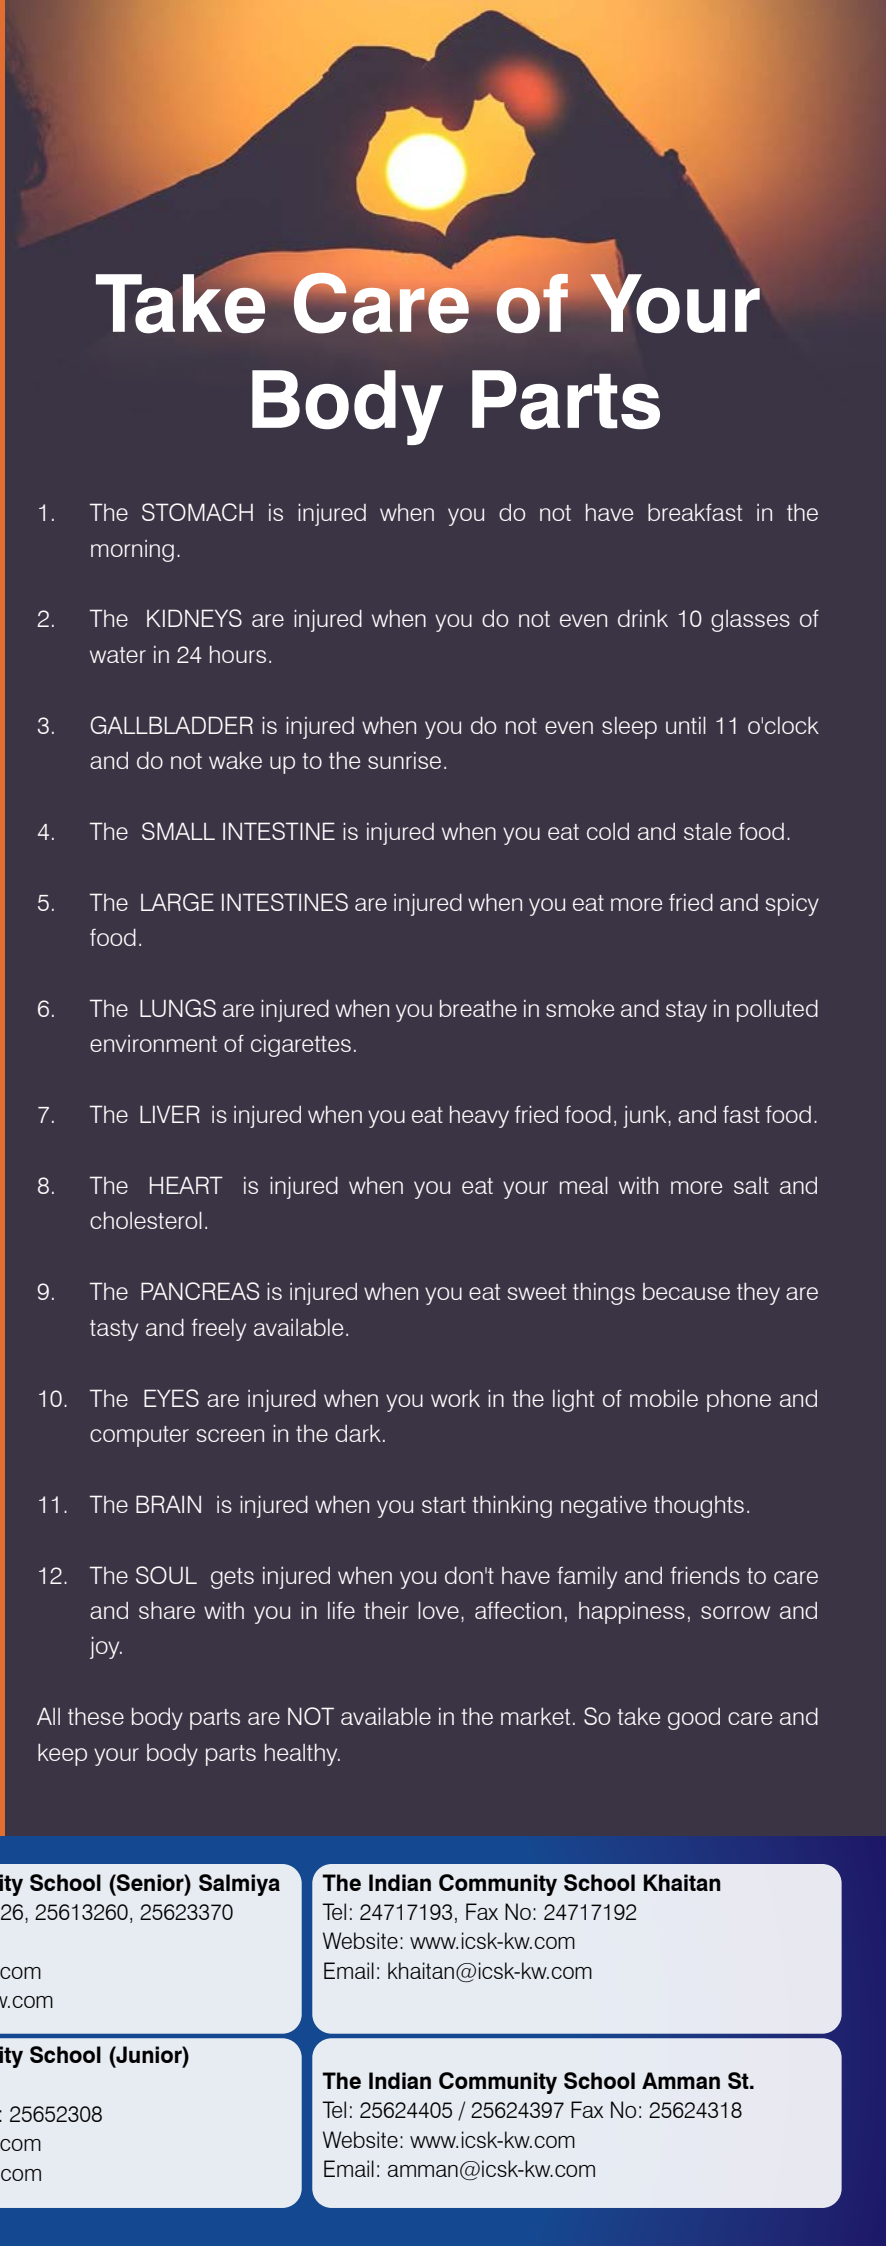 Take Care of Your
Body Parts
1. The STOMACH is injured when you do not have breakfast in the
morning.
2. The KIDNEYS are injured when you do not even drink 10 glasses of
water in 24 hours.
3. GALLBLADDER is injured when you do not even sleep until 11 o'clock
and do not wake up to the sunrise.
4. The SMALL INTESTINE is injured when you eat cold and stale food.
5. The LARGE INTESTINES are injured when you eat more fried and spicy
food.
6. The LUNGS are injured when you breathe in smoke and stay in polluted
environment of cigarettes.
7. The LIVER is injured when you eat heavy fried food, junk, and fast food.
8. The HEART is injured when you eat your meal with more salt and
cholesterol.
9. The PANCREAS is injured when you eat sweet things because they are
tasty and freely available.
10. The EYES are injured when you work in the light of mobile phone and
computer screen in the dark.
11. The BRAIN is injured when you start thinking negative thoughts.
12. The SOUL gets injured when you don't have family and friends to care
and share with you in life their love, affection, happiness, sorrow and
joy.
All these body parts are NOT available in the market. So take good care and
keep your body parts healthy.
ity School (Senior) Salmiya
26, 25613260, 25623370
com
w.com
The Indian Community School Khaitan
Tel: 24717193, Fax No: 24717192
Website: www.icsk-kw.com
Email: khaitan@icsk-kw.com
ity School (Junior)
: 25652308
com
com
The Indian Community School Amman St.
Tel: 25624405 / 25624397 Fax No: 25624318
Website: www.icsk-kw.com
Email: amman@icsk-kw.com